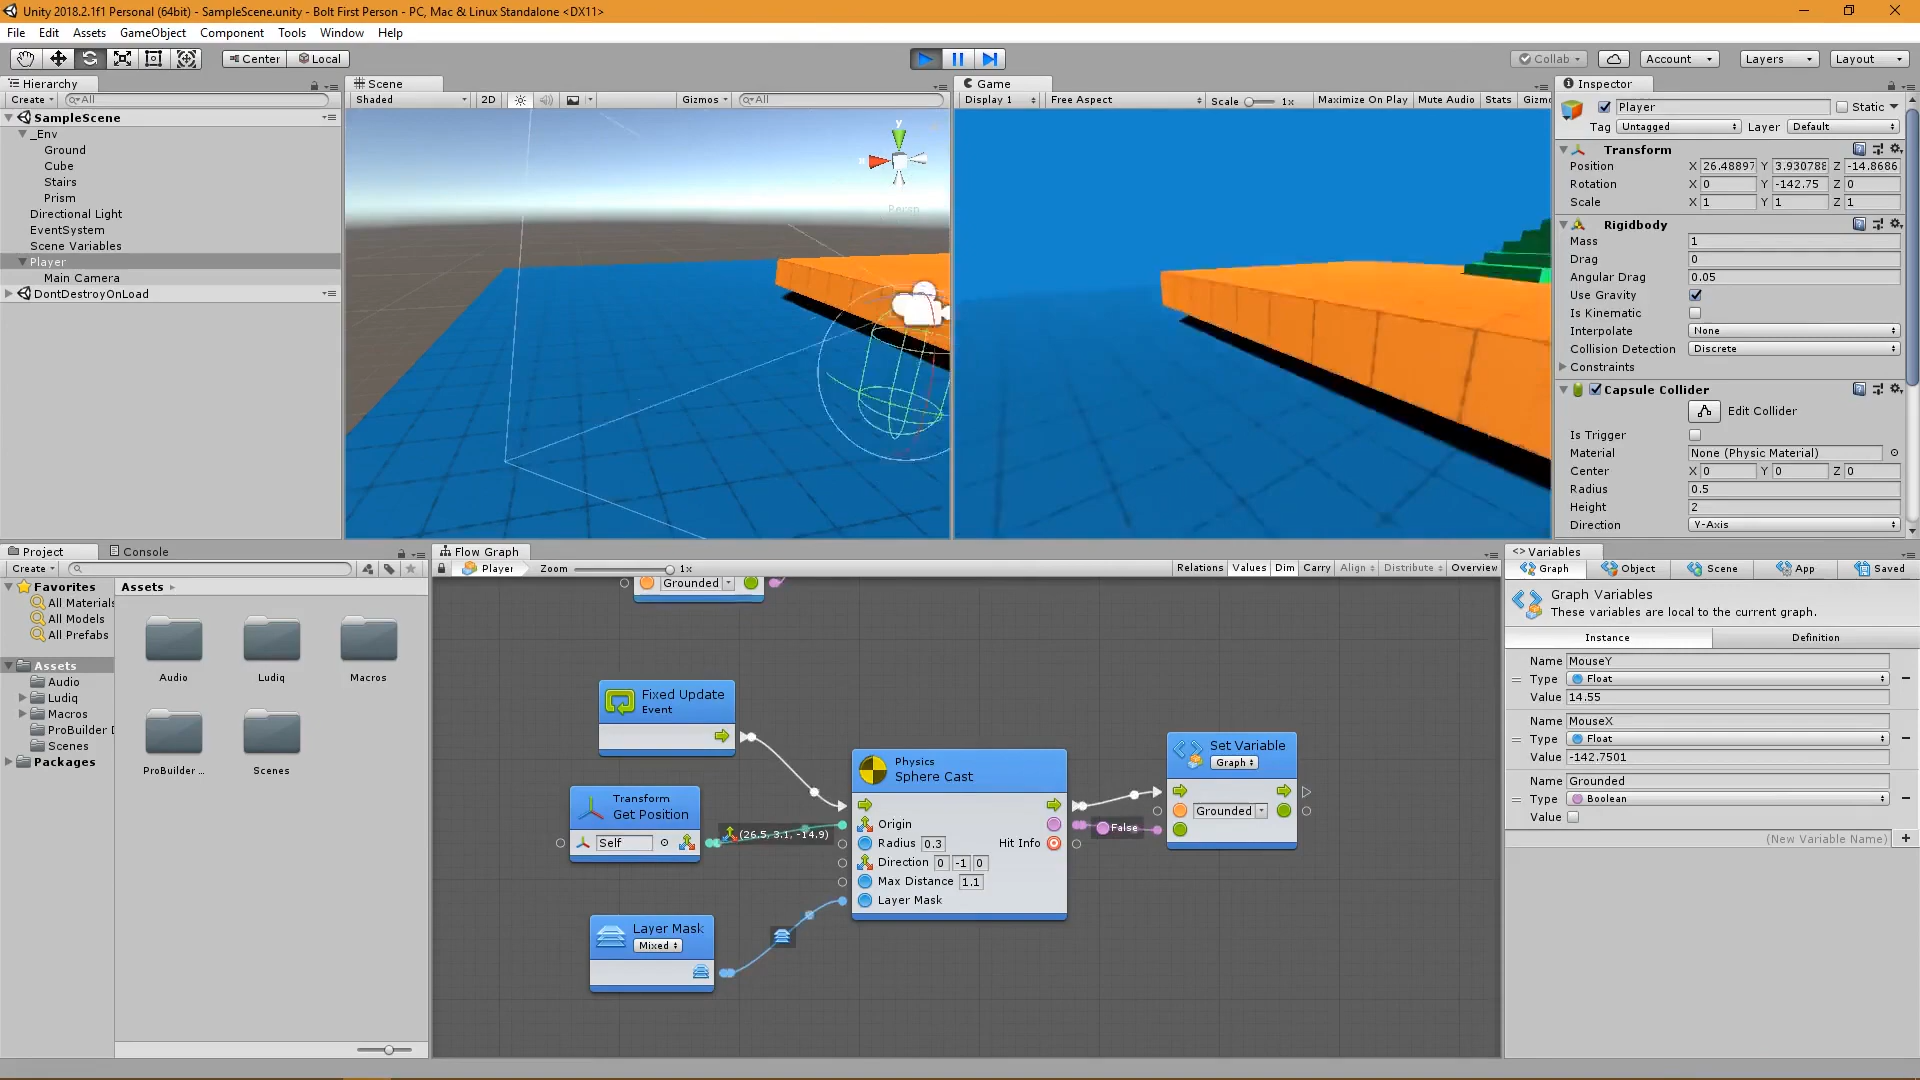 Unity 2018.2.1f1 Personal (64bit) - SampleScene.unity - Bolt First Person - PC, Mac & Linux Standalone <DX11>
File Edit Assets GameObject Component Tools Window Help
Center Local Collab Account Layers Layout
Hierarchy
Create All
SampleScene
_Env
Ground
Cube
Stairs
Prism
Directional Light
EventSystem
Scene Variables
Player
Main Camera
DontDestroyOnLoad
Scene
Shaded 2D Gizmos All
y
x
Persp
Game
Display 1 Free Aspect Scale 1x Maximize On Play Mute Audio Stats Gizmo
Inspector
Player Static
Tag Untagged Layer Default
Transform
Position X 26.48897 Y 3.930788 Z -14.8686
Rotation X 0 Y -142.75 Z 0
Scale X 1 Y 1 Z 1
Rigidbody
Mass 1
Drag 0
Angular Drag 0.05
Use Gravity
Is Kinematic
Interpolate None
Collision Detection Discrete
Constraints
Capsule Collider
Edit Collider
Is Trigger
Material None (Physic Material)
Center X 0 Y 0 Z 0
Radius 0.5
Height 2
Direction Y-Axis
Project Console
Create
Favorites
All Materials
All Models
All Prefabs
Assets
Audio
Ludiq
Macros
ProBuilder D
Scenes
Packages
Assets
Audio Ludiq Macros
ProBuilder ... Scenes
Flow Graph
Player Zoom 1x Relations Values Dim Carry Align Distribute Overview
Grounded
Fixed Update
Event
Transform
Get Position
Self
(26.5, 3.1, -14.9)
Layer Mask
Mixed
Physics
Sphere Cast
Origin
Radius 0.3 Hit Info
Direction 0 -1 0
Max Distance 1.1
Layer Mask
False
Set Variable
Graph
Grounded
<> Variables
Graph Object Scene App Saved
Graph Variables
These variables are local to the current graph.
Instance Definition
Name MouseY
Type Float
Value 14.55
Name MouseX
Type Float
Value -142.7501
Name Grounded
Type Boolean
Value
(New Variable Name)